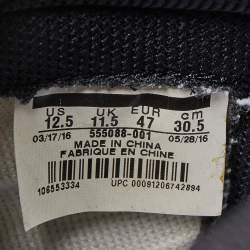 US UK EUR cm
12.5 11.5 47 30.5
03/17/16 05/28/16
555088-001
MADE IN CHINA
FABRIQUE EN CHINE
106553334
UPC 00091206742894